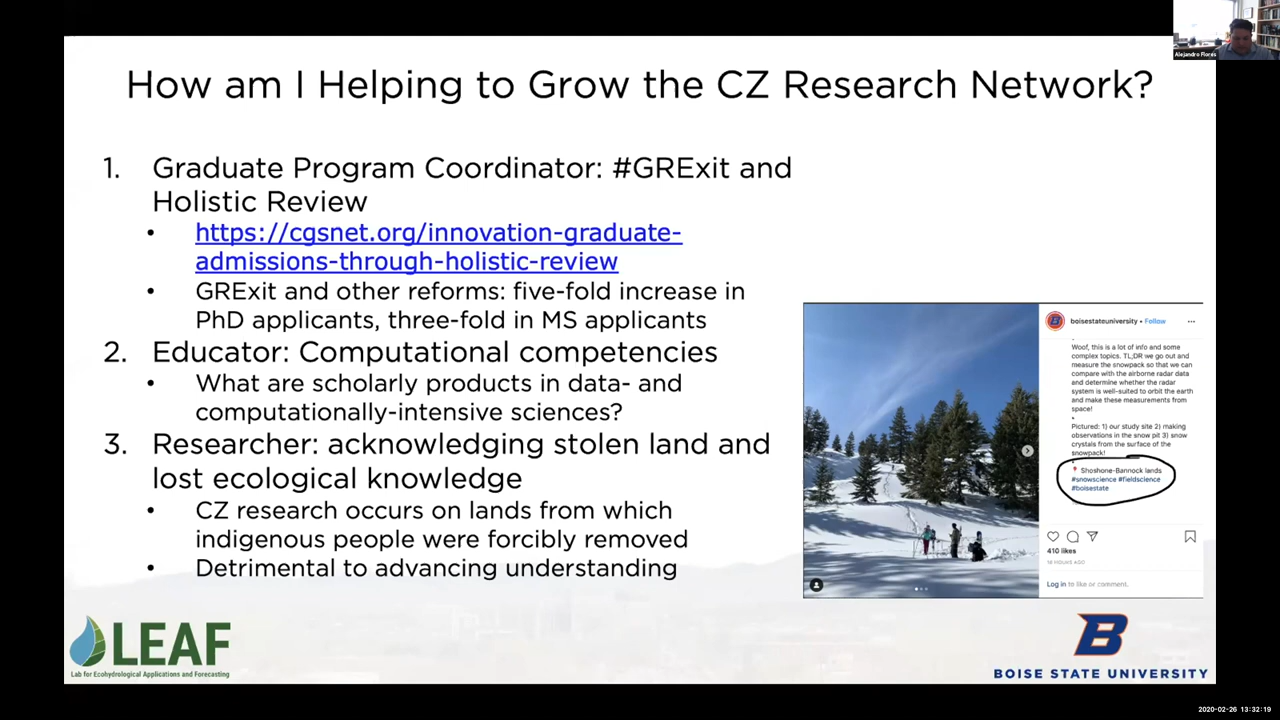 Alejandro Flores
How am I Helping to Grow the CZ Research Network?
1. Graduate Program Coordinator: #GRExit and
Holistic Review
• https://cgsnet.org/innovation-graduate-
admissions-through-holistic-review
• GRExit and other reforms: five-fold increase in
PhD applicants, three-fold in MS applicants
2. Educator: Computational competencies
• What are scholarly products in data- and
computationally-intensive sciences?
3. Researcher: acknowledging stolen land and
lost ecological knowledge
• CZ research occurs on lands from which
indigenous people were forcibly removed
• Detrimental to advancing understanding
boisestateuniversity • Follow
Woof, this is a lot of info and some
complex topics. TL;DR we go out and
measure the snowpack so that we can
compare with the airborne radar data
and determine whether the radar
system is well-suited to orbit the earth
and make these measurements from
space!
Pictured: 1) our study site 2) making
observations in the snow pit 3) snow
crystals from the surface of the
snowpack!
Shoshone-Bannock lands
#snowscience #fieldscience
#boisestate
410 likes
Log in to like or comment.
LEAF
Lab for Ecohydrological Applications and Forecasting
B
BOISE STATE UNIVERSITY
2020-02-26 13:32:19